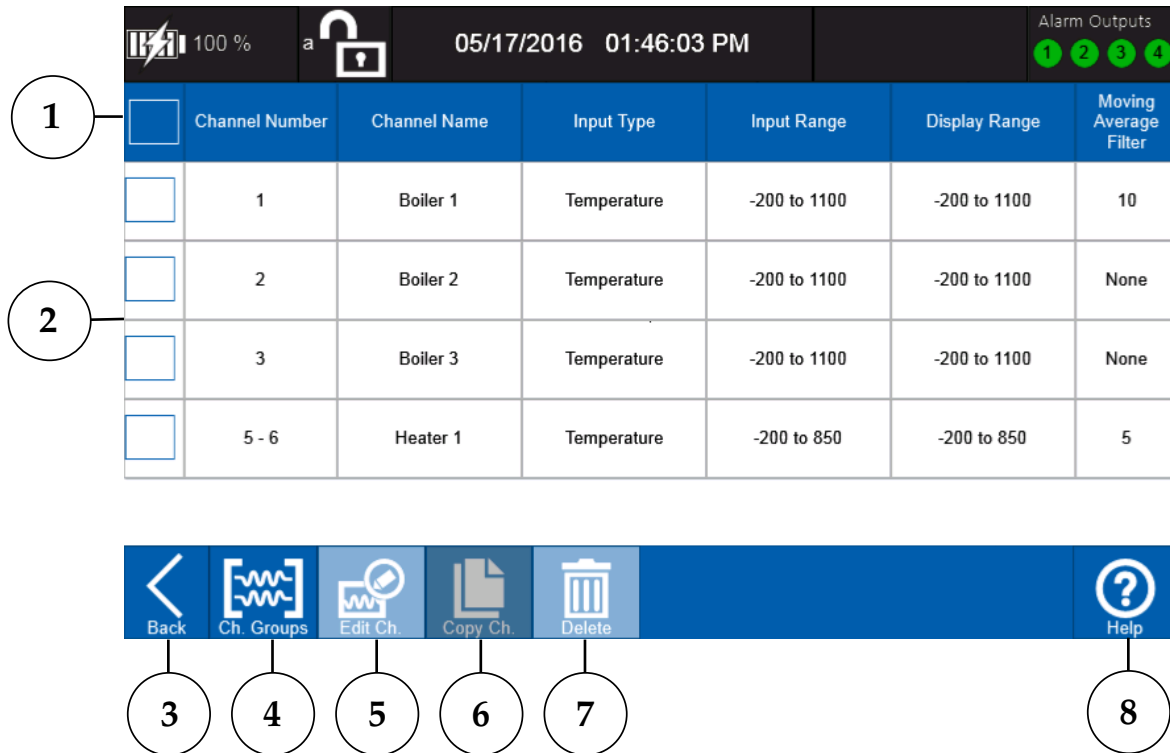 100 % a 05/17/2016 01:46:03 PM Alarm Outputs
1 2 3 4
1
Channel Number Channel Name Input Type Input Range Display Range Moving Average Filter
1 Boiler 1 Temperature -200 to 1100 -200 to 1100 10
2 Boiler 2 Temperature -200 to 1100 -200 to 1100 None
2
3 Boiler 3 Temperature -200 to 1100 -200 to 1100 None
5 - 6 Heater 1 Temperature -200 to 850 -200 to 850 5
Back Ch. Groups Edit Ch. Copy Ch. Delete Help
3 4 5 6 7 8